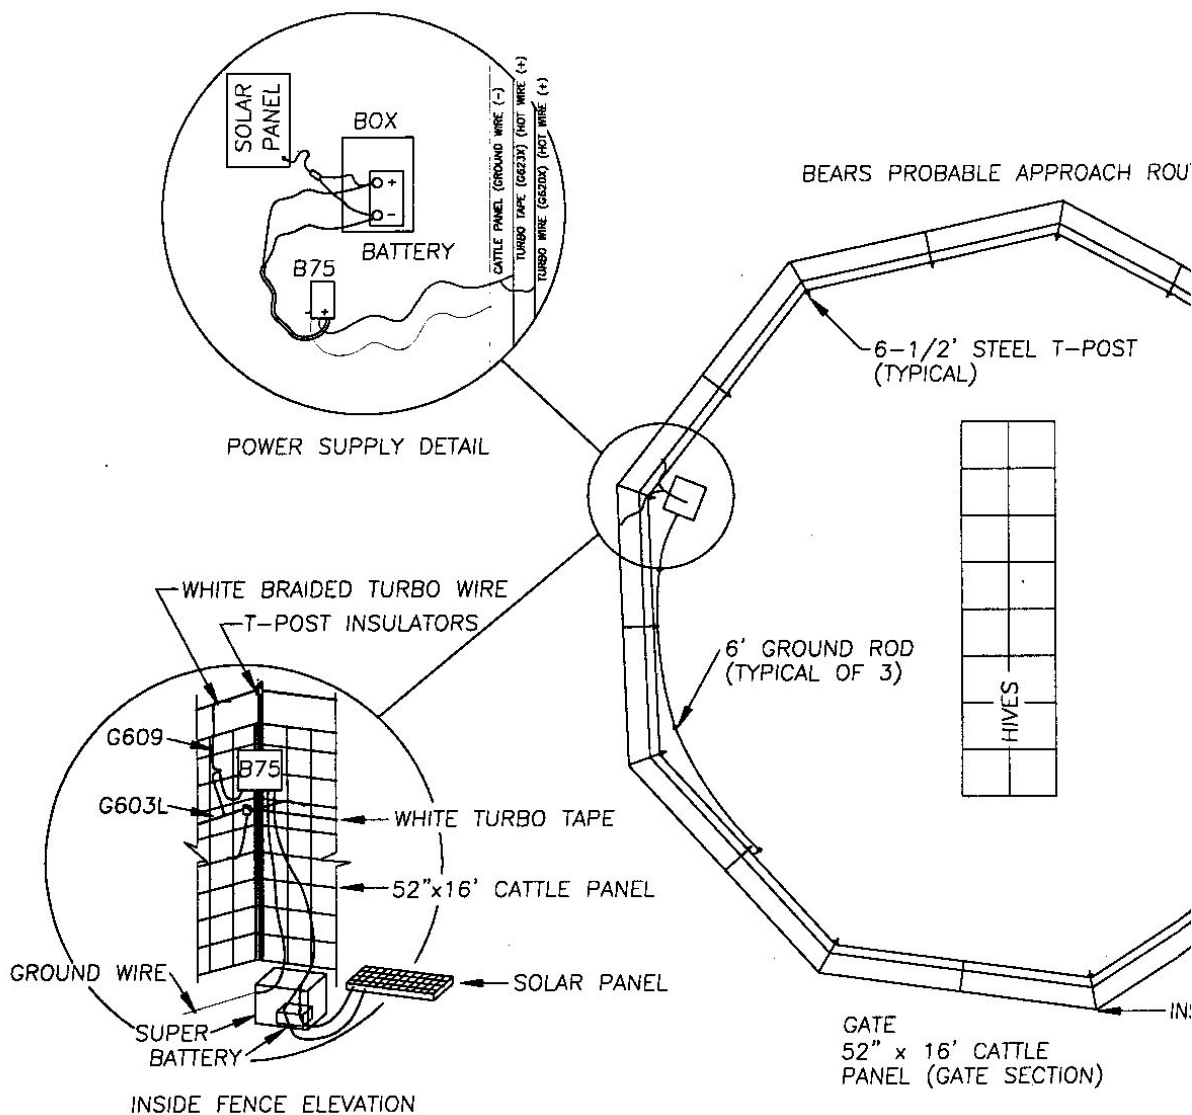 SOLAR
PANEL
BOX
+
-
BATTERY
B75
- +
CATTLE PANEL (GROUND WIRE (-)
TURBO TAPE (G623X) (HOT WIRE (+)
TURBO WIRE (G620X) (HOT WIRE (+)
POWER SUPPLY DETAIL
BEARS PROBABLE APPROACH ROU
6-1/2' STEEL T-POST
(TYPICAL)
WHITE BRAIDED TURBO WIRE
T-POST INSULATORS
6' GROUND ROD
(TYPICAL OF 3)
HIVES
G609
B75
G603L
WHITE TURBO TAPE
52"x16' CATTLE PANEL
GROUND WIRE
SOLAR PANEL
SUPER
BATTERY
INSIDE FENCE ELEVATION
INS
GATE
52" x 16' CATTLE
PANEL (GATE SECTION)